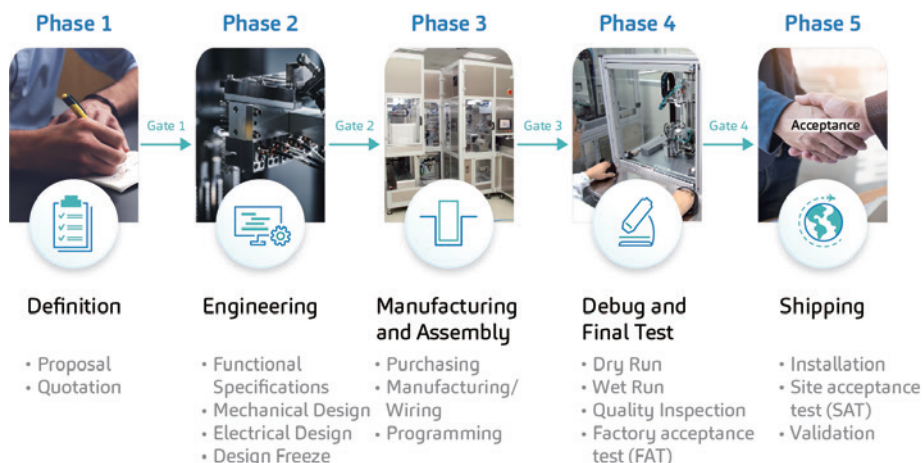 Phase 1
Phase 2
Phase 3
Phase 4
Phase 5
Gate 1
Gate 2
Gate 3
Gate 4
Acceptance
Definition
• Proposal
• Quotation
Engineering
• Functional
Specifications
• Mechanical Design
• Electrical Design
• Design Freeze
Manufacturing
and Assembly
• Purchasing
• Manufacturing/
Wiring
• Programming
Debug and
Final Test
• Dry Run
• Wet Run
• Quality Inspection
• Factory acceptance
test (FAT)
Shipping
• Installation
• Site acceptance
test (SAT)
• Validation